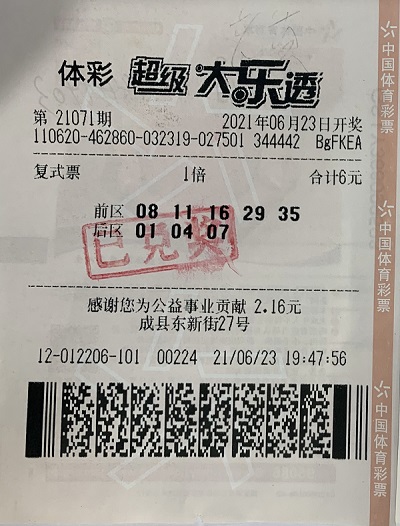 体彩 超级大乐透
第 21071期 2021年06月23日开奖
110620-462860-032319-027501 344442 BgFKEA
复式票 1倍 合计6元
前区 08 11 16 29 35
后区 01 04 07
已兑奖
感谢您为公益事业贡献 2.16元
成县东新街27号
12-012206-101 00224 21/06/23 19:47:56
中国体育彩票
中国体育彩票
中国体育彩票